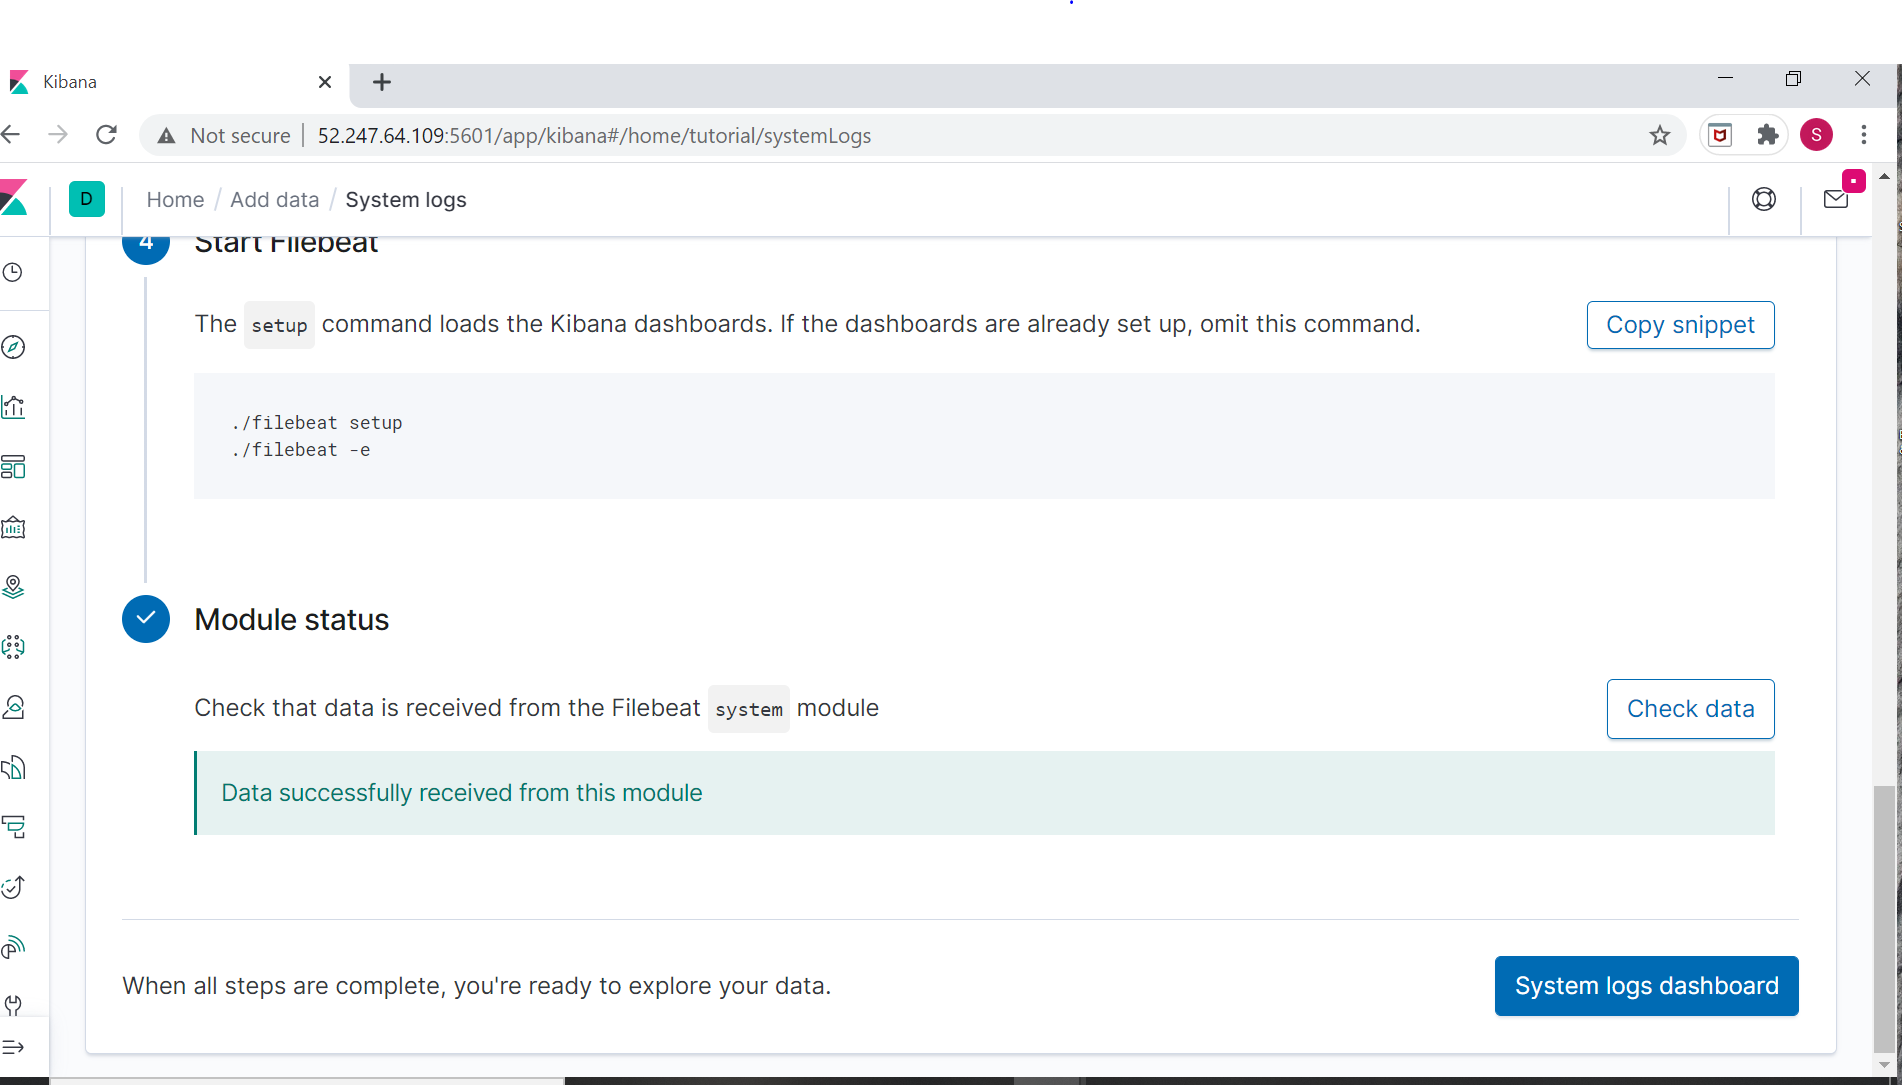 Kibana
Not secure 52.247.64.109:5601/app/kibana#/home/tutorial/systemLogs
S
D Home / Add data / System logs
4 Start Filebeat
The setup command loads the Kibana dashboards. If the dashboards are already set up, omit this command.
Copy snippet
./filebeat setup
./filebeat -e
Module status
Check that data is received from the Filebeat system module
Check data
Data successfully received from this module
When all steps are complete, you're ready to explore your data.
System logs dashboard